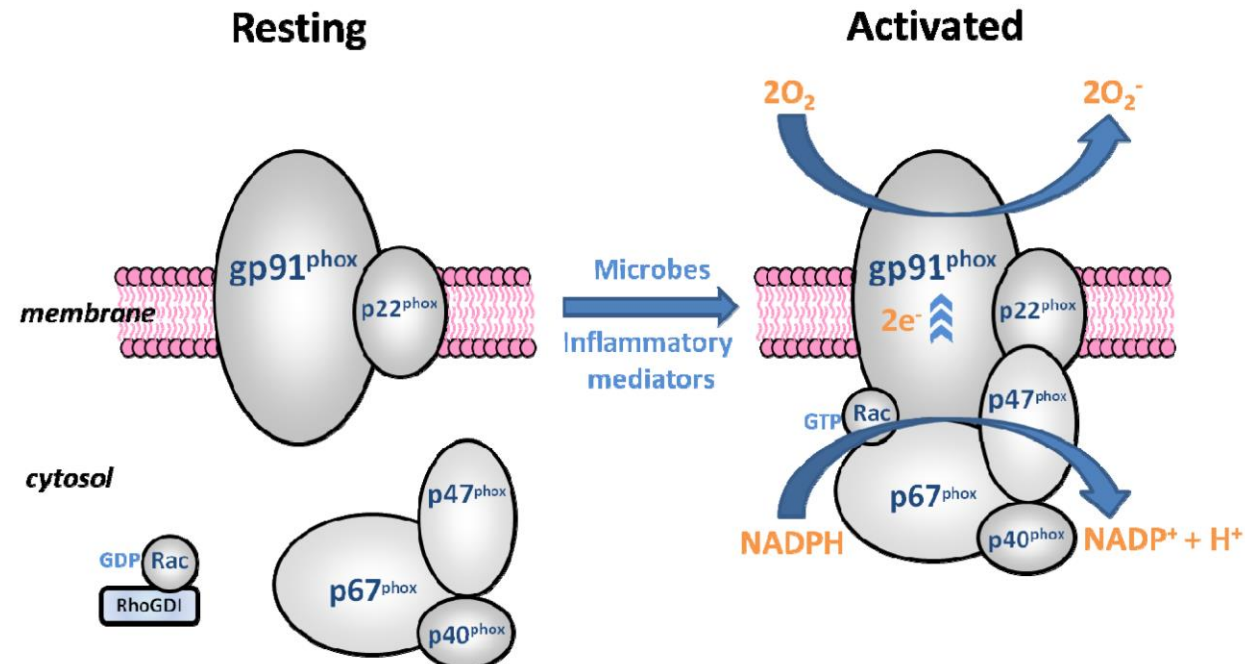 Resting
gp91phox
p22phox
membrane
cytosol
p47phox
p67phox
p40phox
GDP
Rac
RhoGDI
Microbes
Inflammatory
mediators
Activated
2O₂
2O₂⁻
gp91phox
2e⁻
p22phox
p47phox
GTP
Rac
p67phox
p40phox
NADPH
NADP⁺ + H⁺